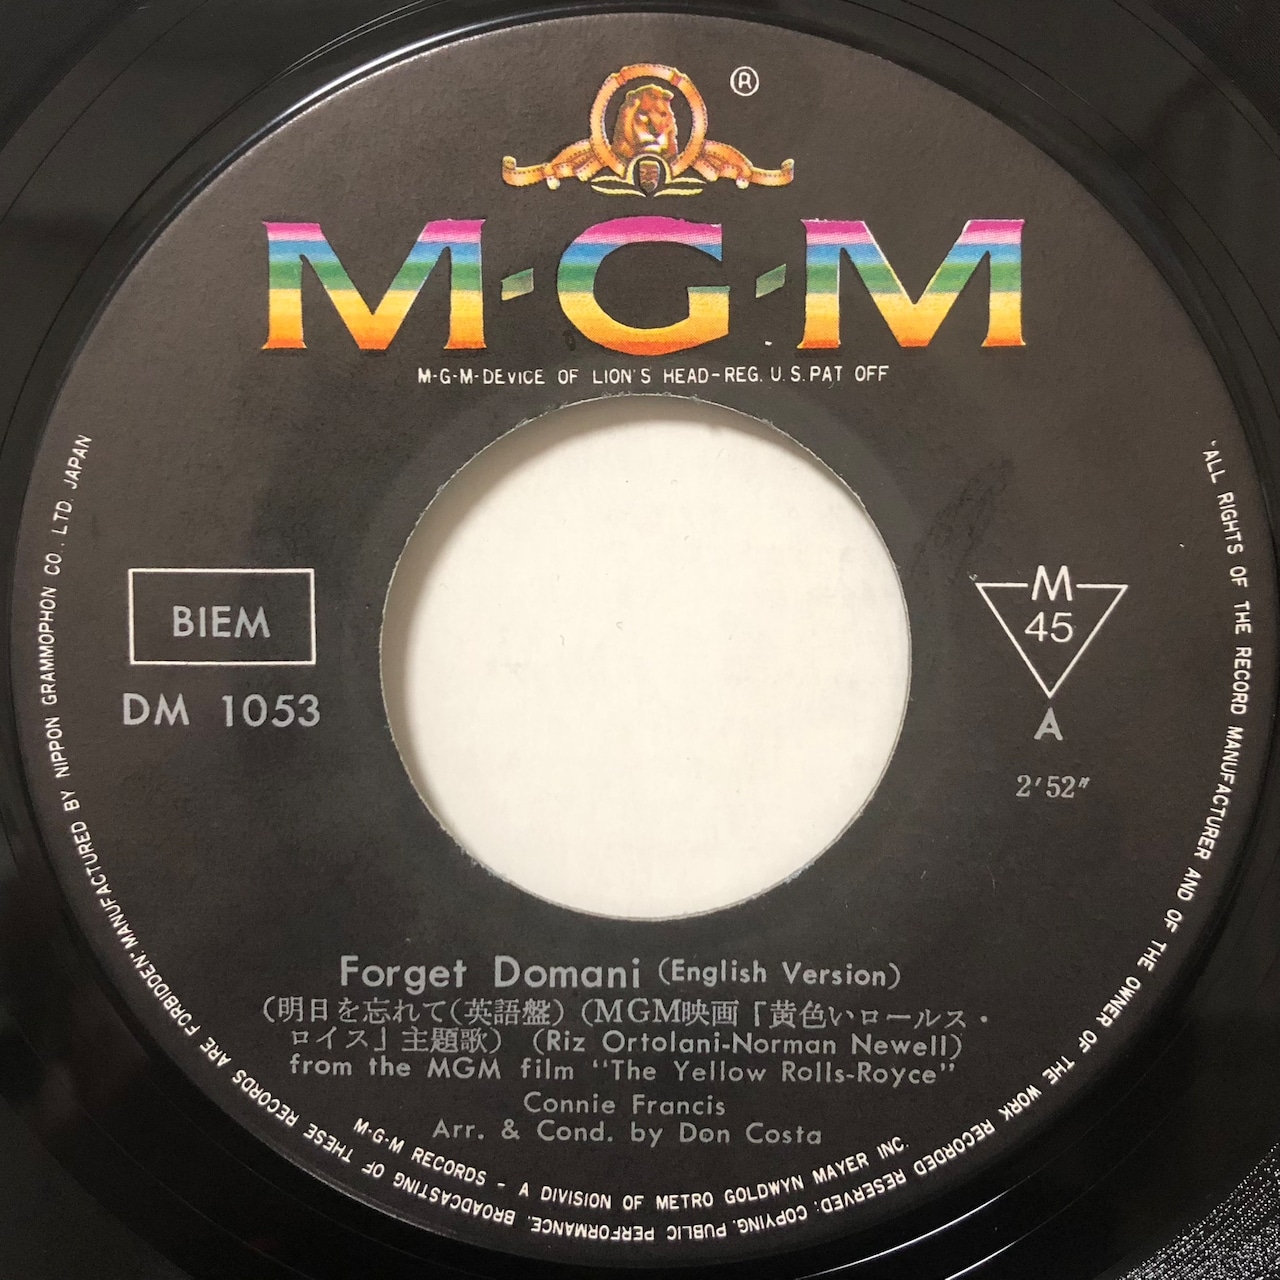 ®
M-G-M
M-G-M-DEVICE OF LION'S HEAD-REG. U.S. PAT OFF
BIEM
DM 1053
M
45
A
2'52"
Forget Domani (English Version)
(明日を忘れて(英語盤) (MGM映画「黄色いロールス・
ロイス」主題歌) (Riz Ortolani-Norman Newell)
from the MGM film "The Yellow Rolls-Royce"
Connie Francis
Arr. & Cond. by Don Costa
M-G-M RECORDS - A DIVISION OF METRO GOLDWYN MAYER INC.
"ALL RIGHTS OF THE RECORD MANUFACTURER AND OF THE OWNER OF THE WORK RECORDED RESERVED. COPYING. PUBLIC PERFORMANCE. BROADCASTING OF THESE RECORDS ARE FORBIDDEN." MANUFACTURED BY NIPPON GRAMMOPHON CO., LTD. JAPAN